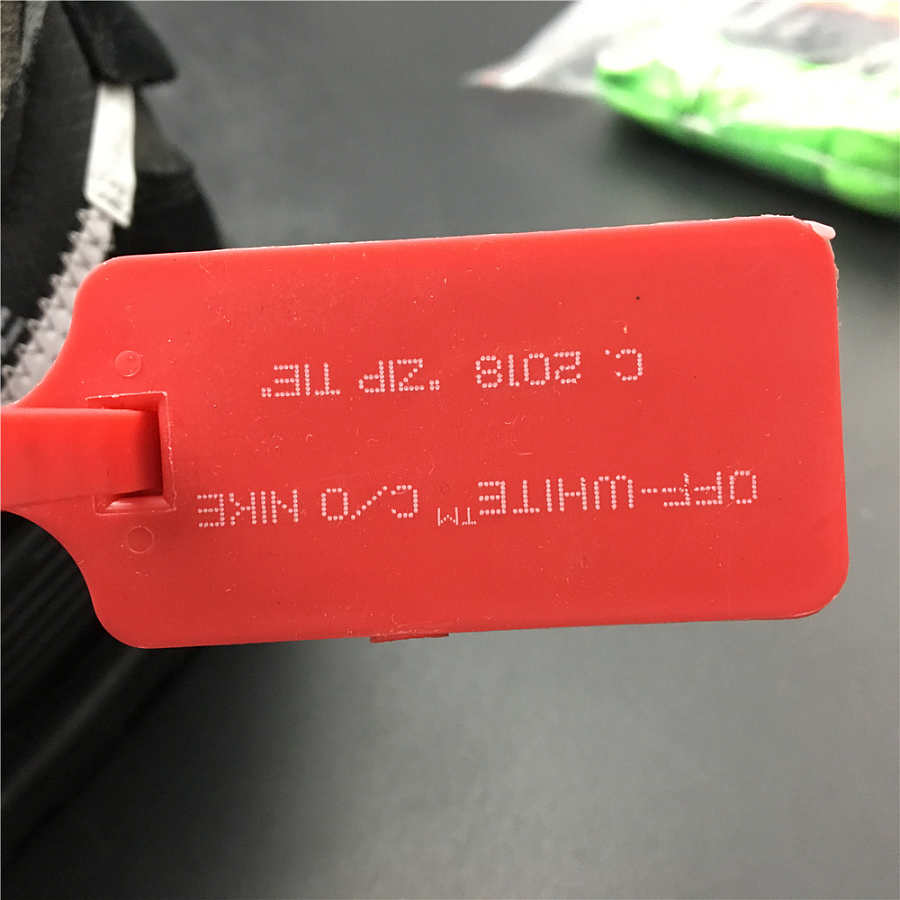 OFF-WHITE™ C/O NIKE
C. 2018 "ZIP TIE"